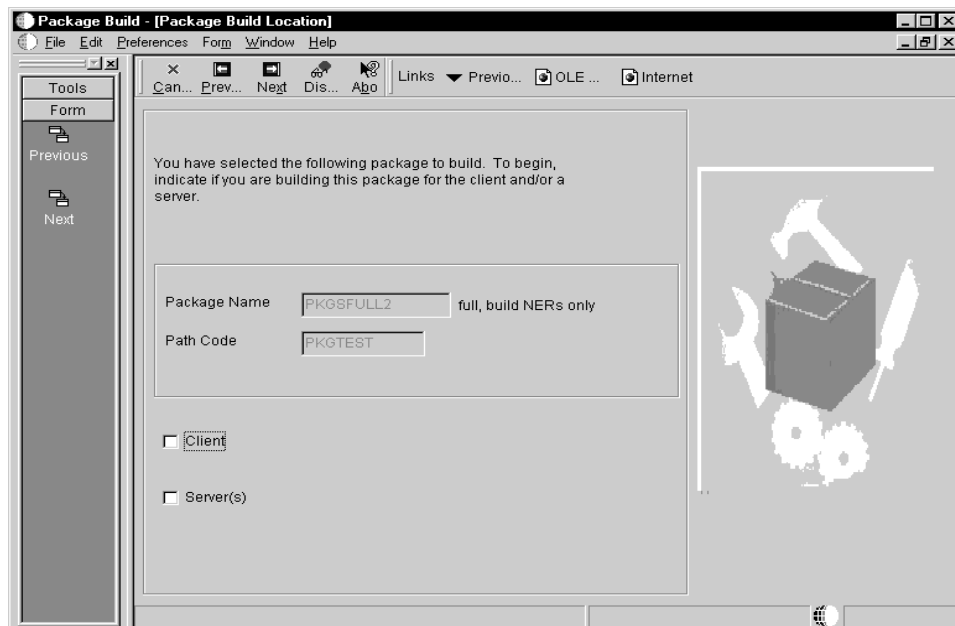 Package Build - [Package Build Location]
File Edit Preferences Form Window Help
Tools
Form
Previous
Next
Can... Prev... Next Dis... Abo Links Previo... OLE ... Internet
You have selected the following package to build. To begin,
indicate if you are building this package for the client and/or a
server.
Package Name PKGSFULL2 full, build NERs only
Path Code PKGTEST
Client
Server(s)